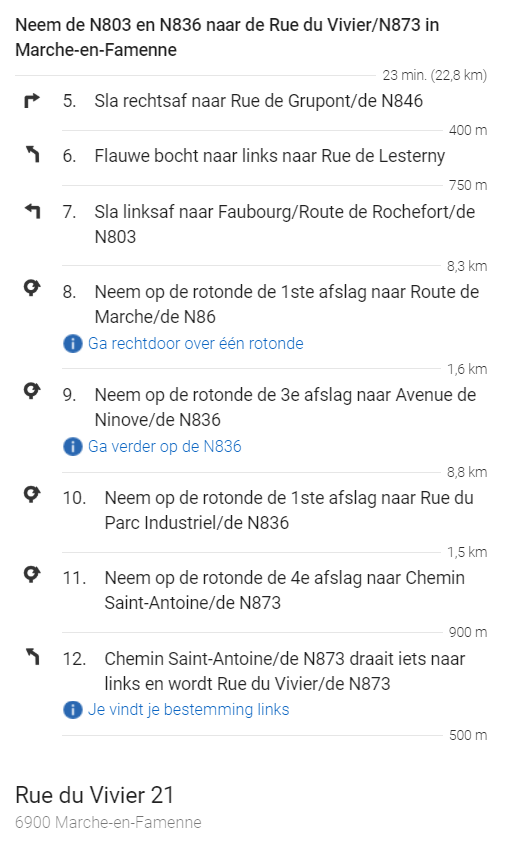 Neem de N803 en N836 naar de Rue du Vivier/N873 in
Marche-en-Famenne
23 min. (22,8 km)
5. Sla rechtsaf naar Rue de Grupont/de N846
400 m
6. Flauwe bocht naar links naar Rue de Lesterny
750 m
7. Sla linksaf naar Faubourg/Route de Rochefort/de
N803
8,3 km
8. Neem op de rotonde de 1ste afslag naar Route de
Marche/de N86
Ga rechtdoor over één rotonde
1,6 km
9. Neem op de rotonde de 3e afslag naar Avenue de
Ninove/de N836
Ga verder op de N836
8,8 km
10. Neem op de rotonde de 1ste afslag naar Rue du
Parc Industriel/de N836
1,5 km
11. Neem op de rotonde de 4e afslag naar Chemin
Saint-Antoine/de N873
900 m
12. Chemin Saint-Antoine/de N873 draait iets naar
links en wordt Rue du Vivier/de N873
Je vindt je bestemming links
500 m
Rue du Vivier 21
6900 Marche-en-Famenne